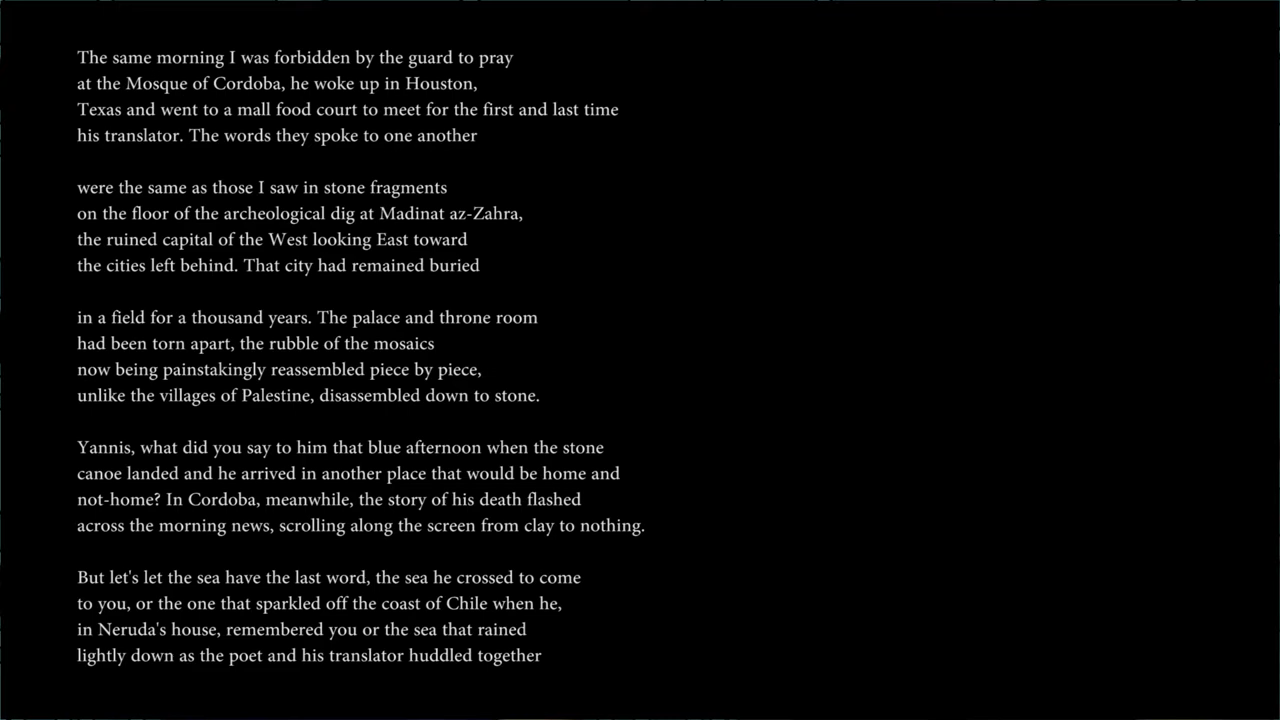 The same morning I was forbidden by the guard to pray
at the Mosque of Cordoba, he woke up in Houston,
Texas and went to a mall food court to meet for the first and last time
his translator. The words they spoke to one another
were the same as those I saw in stone fragments
on the floor of the archeological dig at Madinat az-Zahra,
the ruined capital of the West looking East toward
the cities left behind. That city had remained buried
in a field for a thousand years. The palace and throne room
had been torn apart, the rubble of the mosaics
now being painstakingly reassembled piece by piece,
unlike the villages of Palestine, disassembled down to stone.
Yannis, what did you say to him that blue afternoon when the stone
canoe landed and he arrived in another place that would be home and
not-home? In Cordoba, meanwhile, the story of his death flashed
across the morning news, scrolling along the screen from clay to nothing.
But let's let the sea have the last word, the sea he crossed to come
to you, or the one that sparkled off the coast of Chile when he,
in Neruda's house, remembered you or the sea that rained
lightly down as the poet and his translator huddled together